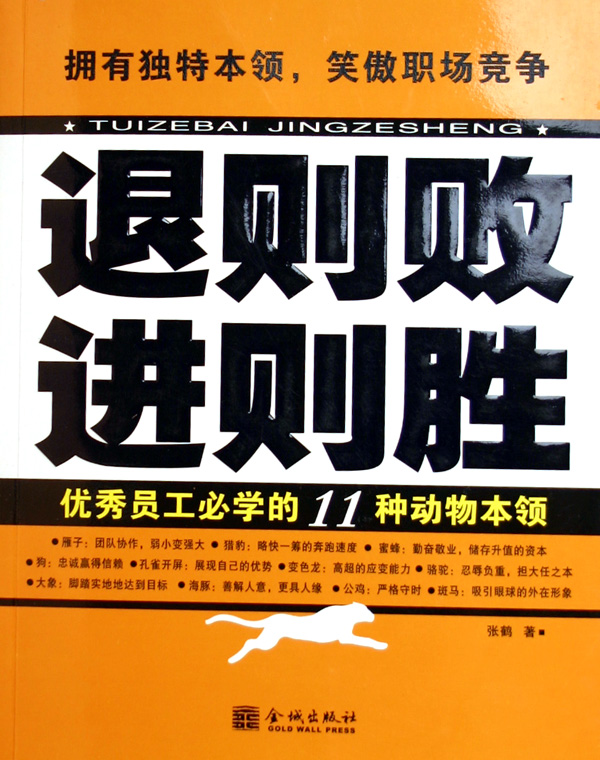 拥有独特本领，笑傲职场竞争
★ TUIZEBAI JINGZESHENG ★
退则败
进则胜
优秀员工必学的11种动物本领
●雁子：团队协作，弱小变强大 ●猎豹：略快一筹的奔跑速度 ●蜜蜂：勤奋敬业，储存升值的资本
●狗：忠诚赢得信赖 ●孔雀开屏：展现自己的优势 ●变色龙：高超的应变能力 ●骆驼：忍辱负重，担大任之本
●大象：脚踏实地地达到目标 ●海豚：善解人意，更具人缘 ●公鸡：严格守时 ●斑马：吸引眼球的外在形象
张鹤 著■
金城出版社
GOLD WALL PRESS